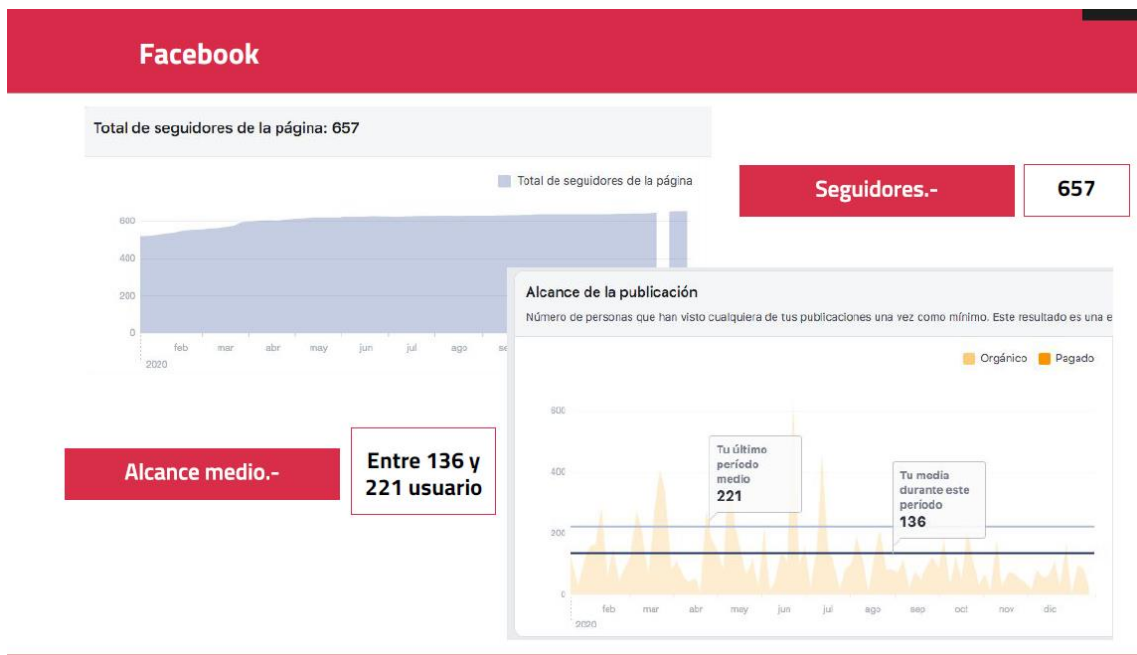 Facebook
Total de seguidores de la página: 657
Total de seguidores de la página
600
400
200
0
feb mar abr may jun jul ago se
2020
Seguidores.-
657
Alcance de la publicación
Número de personas que han visto cualquiera de tus publicaciones una vez como mínimo. Este resultado es una e
Orgánico Pagado
600
400
200
0
Tu último
período
medio
221
Tu media
durante este
período
136
feb mar abr may jun jul ago sep oct nov dic
2020
Alcance medio.-
Entre 136 y
221 usuario